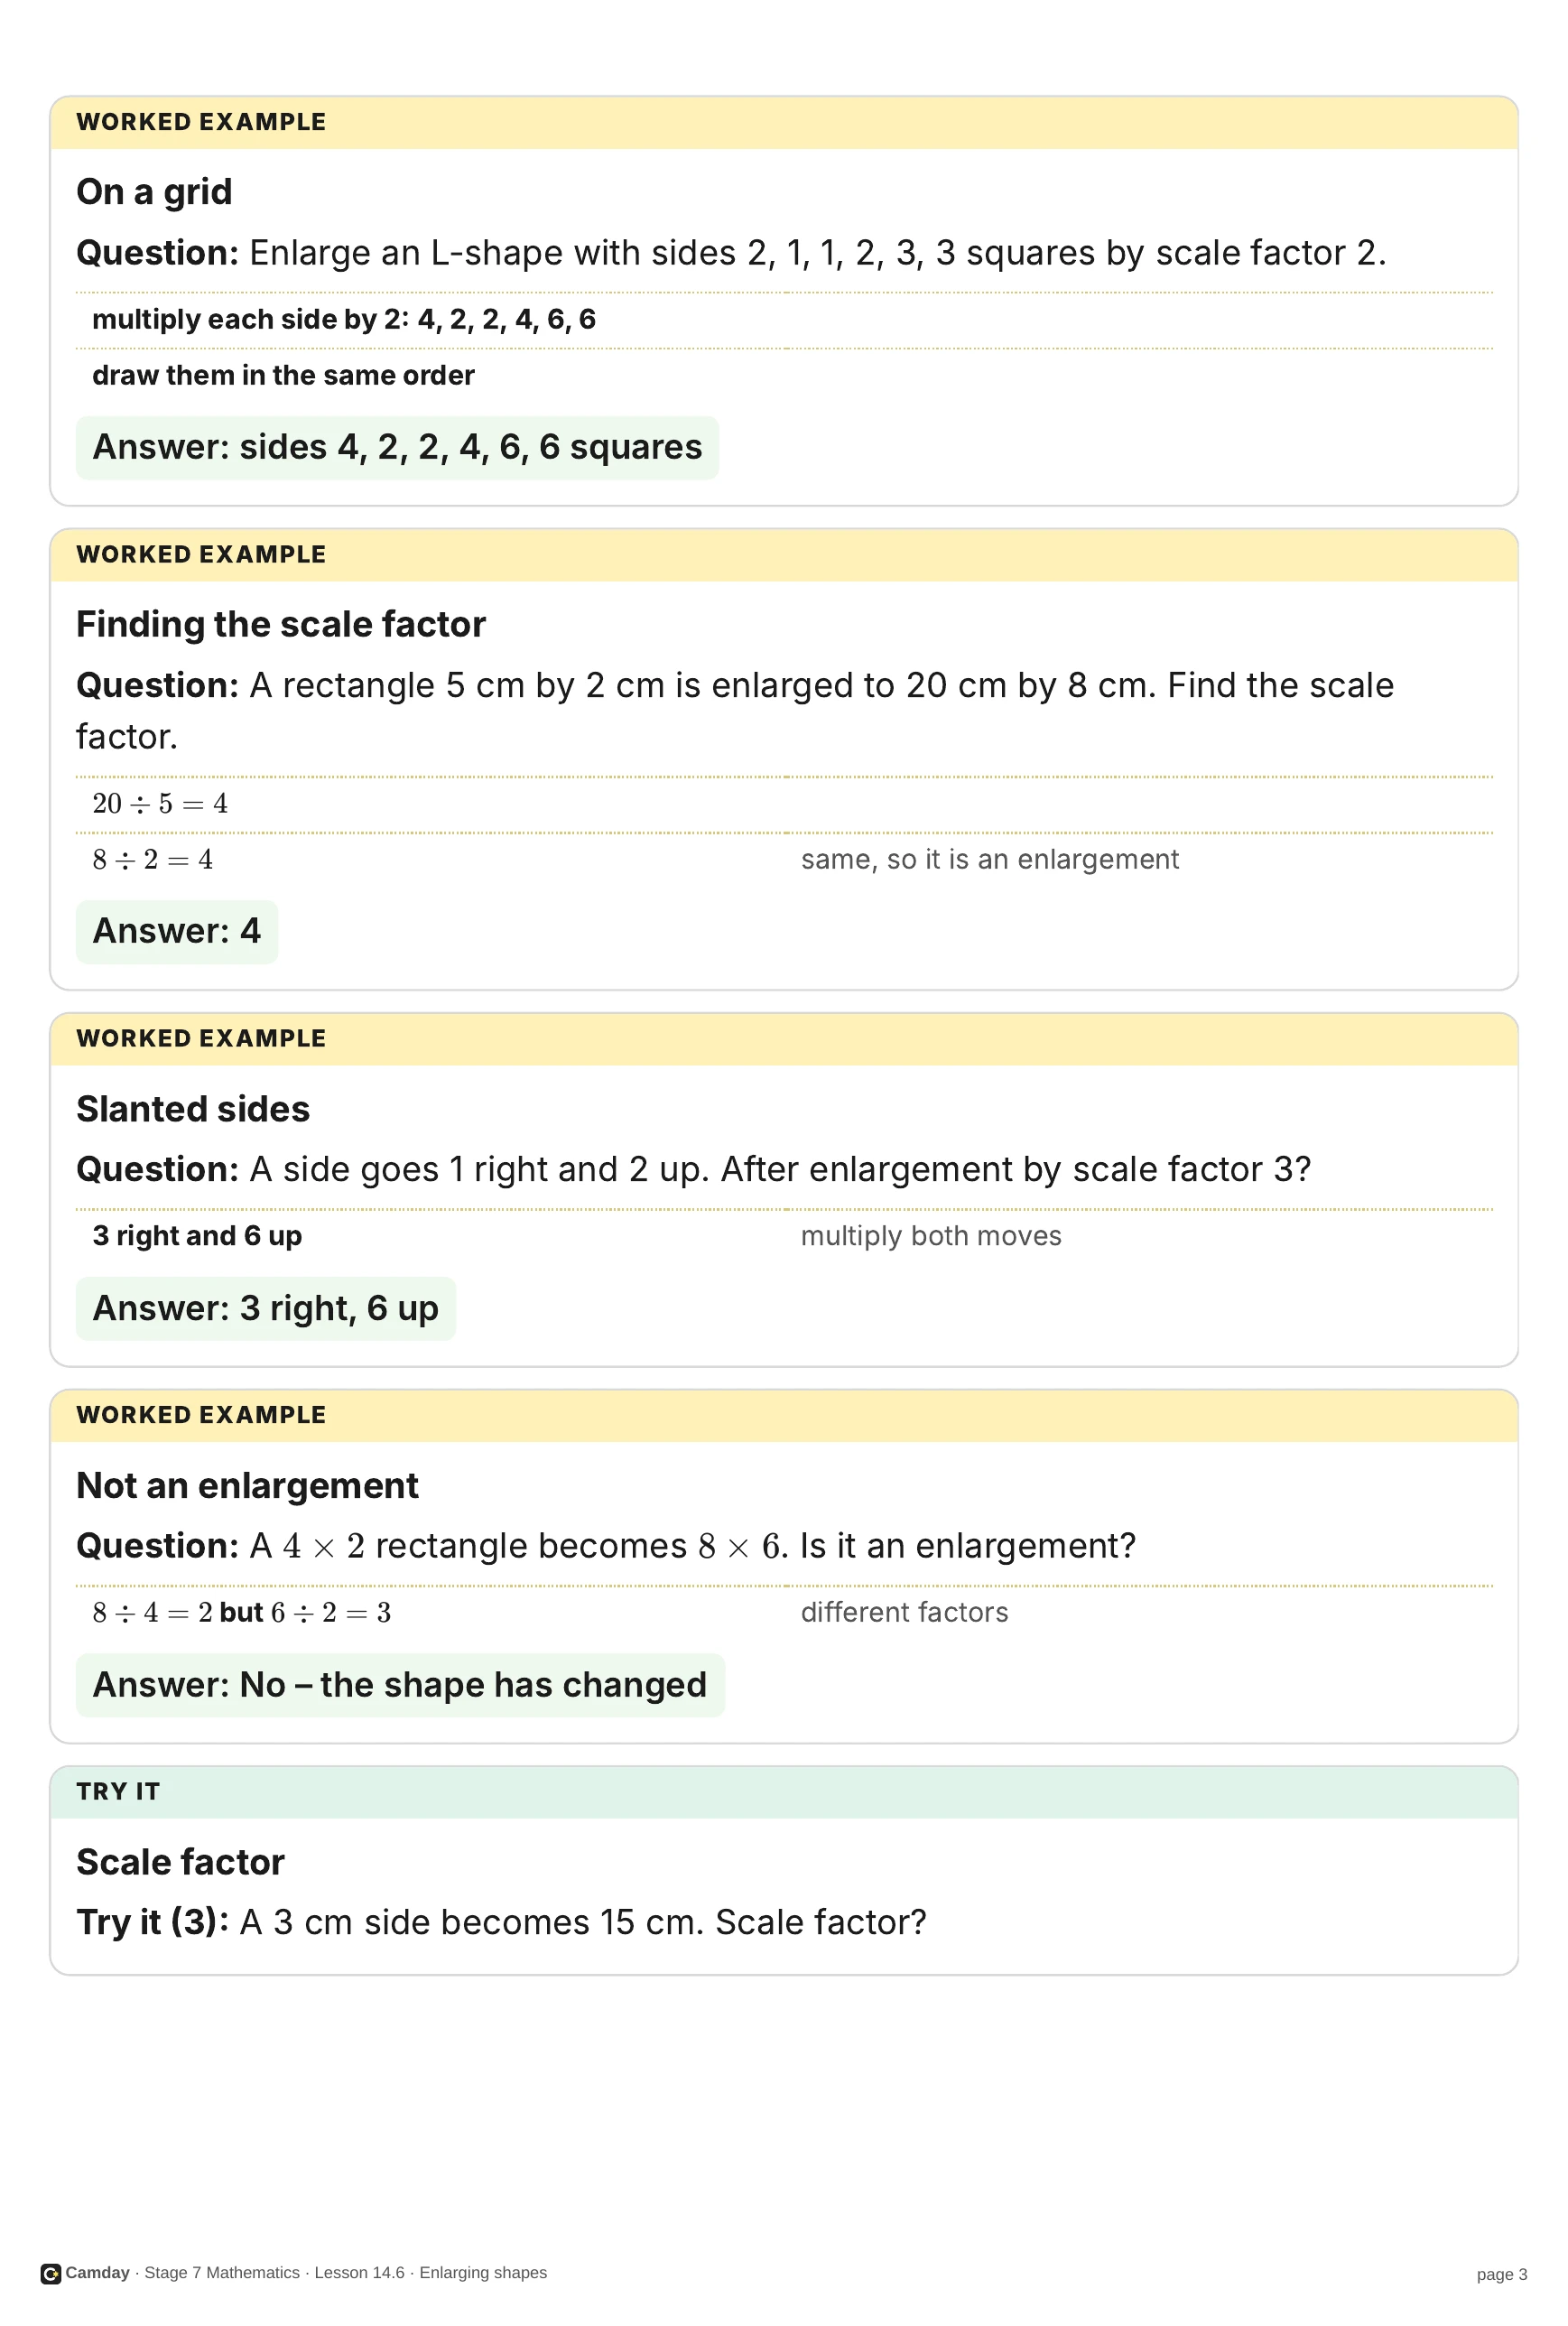 WORKED EXAMPLE
On a grid
Question: Enlarge an L-shape with sides 2, 1, 1, 2, 3, 3 squares by scale factor 2.
multiply each side by 2: 4, 2, 2, 4, 6, 6
draw them in the same order
Answer: sides 4, 2, 2, 4, 6, 6 squares
WORKED EXAMPLE
Finding the scale factor
Question: A rectangle 5 cm by 2 cm is enlarged to 20 cm by 8 cm. Find the scale
factor.
20 ÷ 5 = 4
8 ÷ 2 = 4 same, so it is an enlargement
Answer: 4
WORKED EXAMPLE
Slanted sides
Question: A side goes 1 right and 2 up. After enlargement by scale factor 3?
3 right and 6 up multiply both moves
Answer: 3 right, 6 up
WORKED EXAMPLE
Not an enlargement
Question: A 4 × 2 rectangle becomes 8 × 6. Is it an enlargement?
8 ÷ 4 = 2 but 6 ÷ 2 = 3 different factors
Answer: No – the shape has changed
TRY IT
Scale factor
Try it (3): A 3 cm side becomes 15 cm. Scale factor?
Camday · Stage 7 Mathematics · Lesson 14.6 · Enlarging shapes page 3